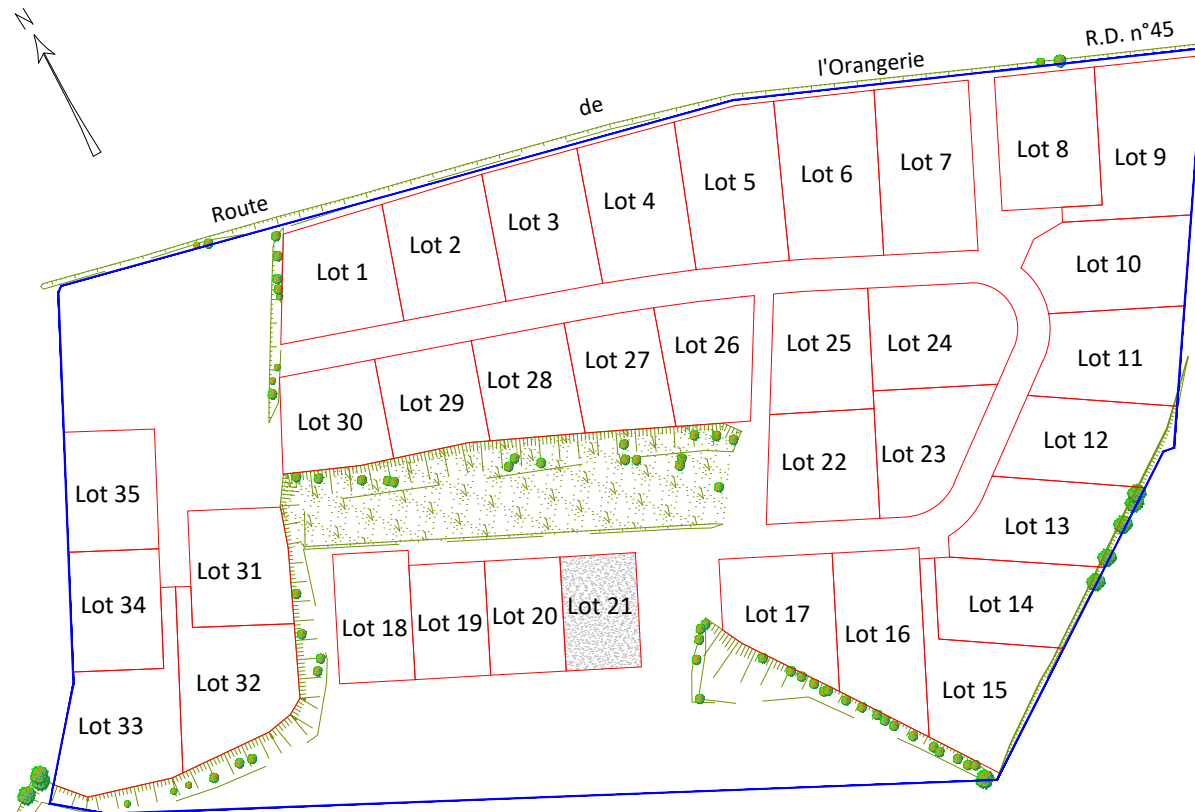 N
R.D. n°45
l'Orangerie
de
Route
Lot 1
Lot 2
Lot 3
Lot 4
Lot 5
Lot 6
Lot 7
Lot 8
Lot 9
Lot 10
Lot 11
Lot 12
Lot 13
Lot 14
Lot 15
Lot 16
Lot 17
Lot 18
Lot 19
Lot 20
Lot 21
Lot 22
Lot 23
Lot 24
Lot 25
Lot 26
Lot 27
Lot 28
Lot 29
Lot 30
Lot 31
Lot 32
Lot 33
Lot 34
Lot 35